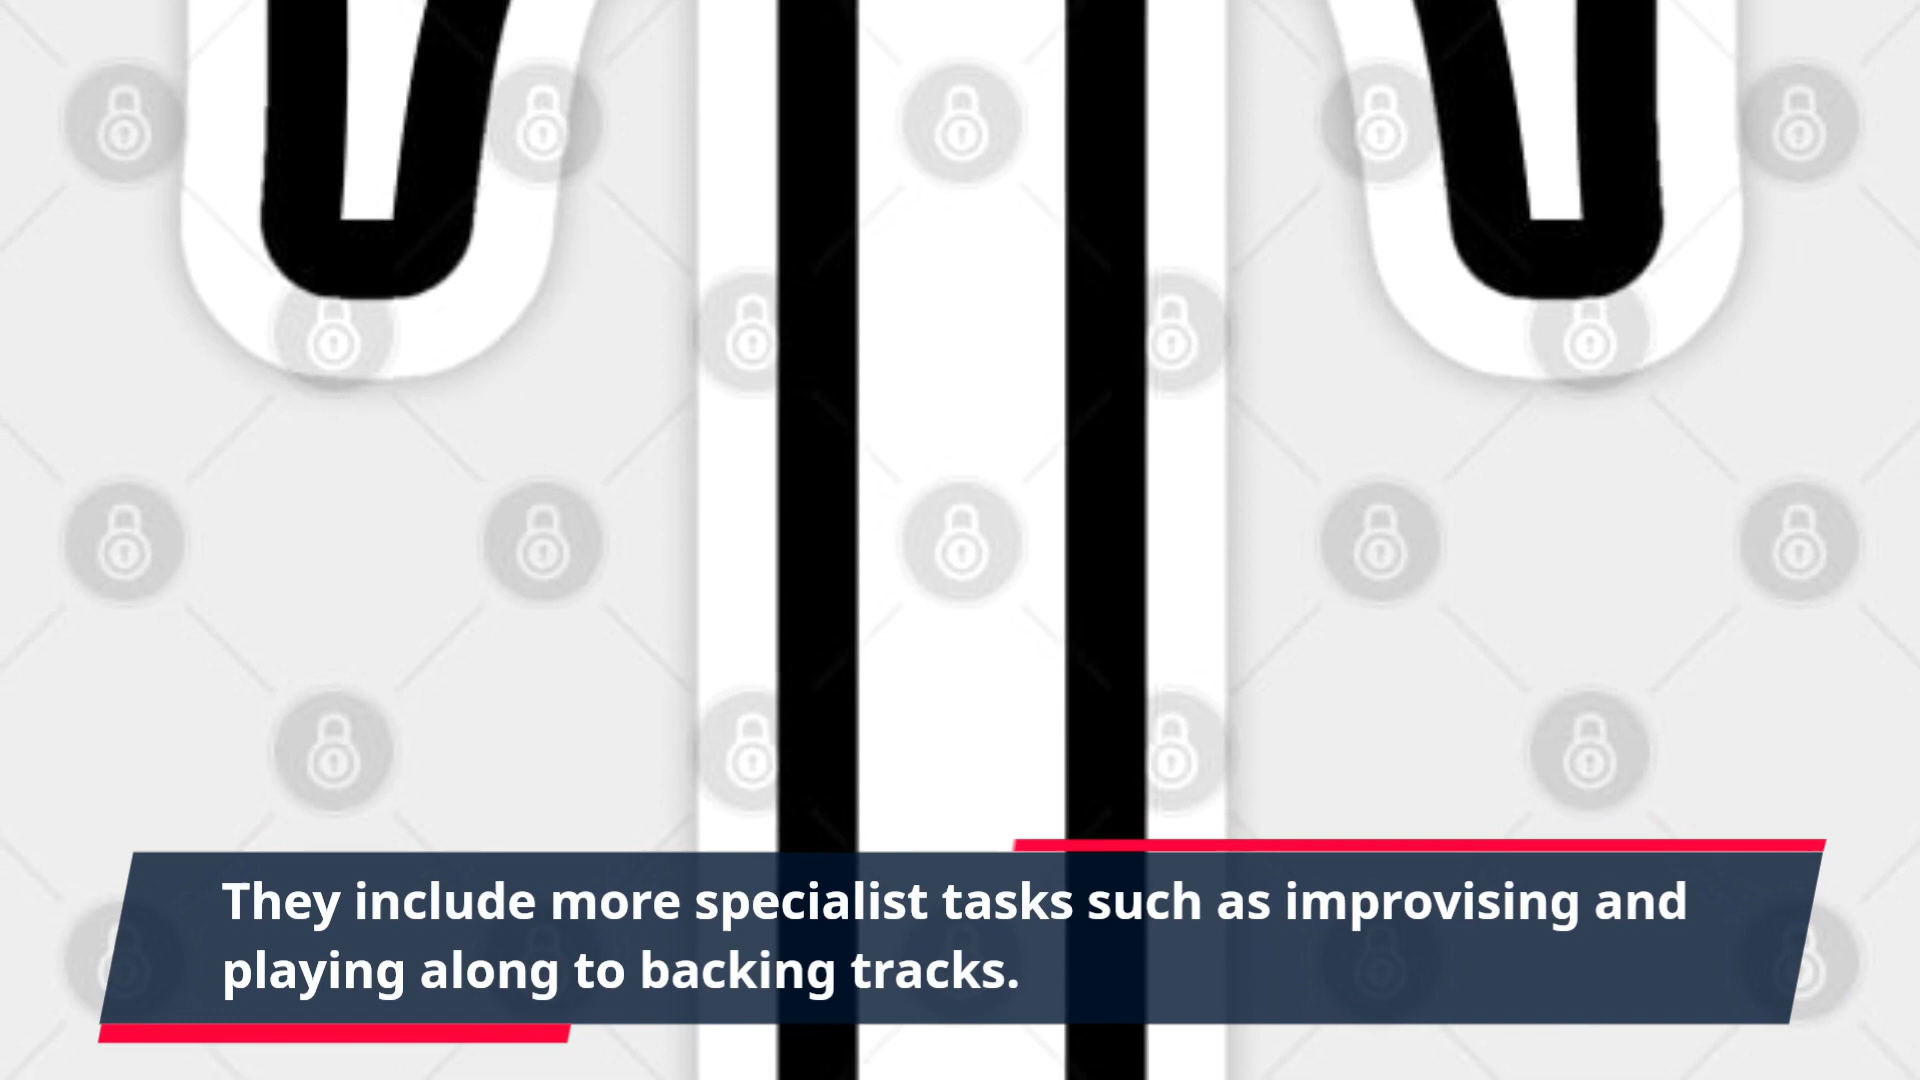 They include more specialist tasks such as improvising and
playing along to backing tracks.